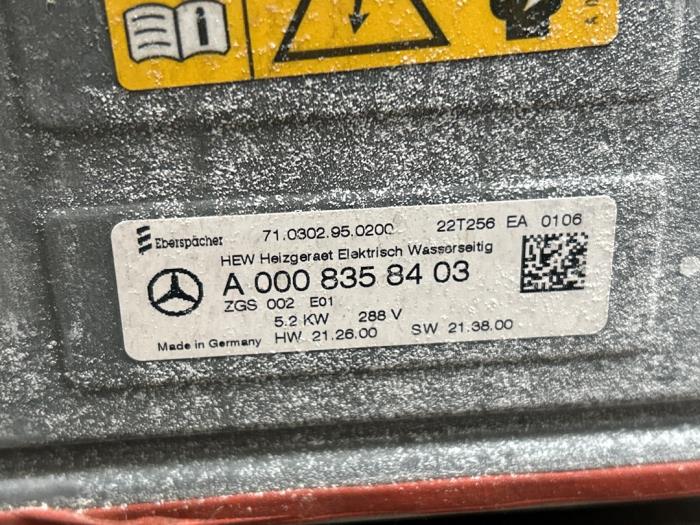 Eberspächer 71.0302.95.0200 22T256 EA 0106
HEW Heizgeraet Elektrisch Wasserseitig
A 000 835 84 03
ZGS 002 E01
5.2 KW 288 V
Made in Germany HW 21.26.00 SW 21.38.00